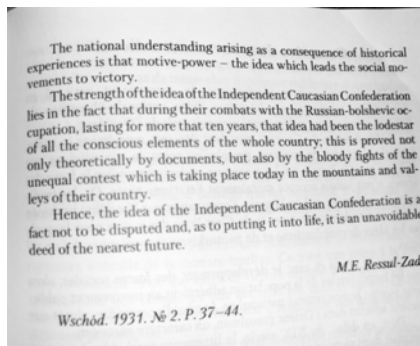 The national understanding arising as a consequence of historical
experiences is that motive-power – the idea which leads the social mo-
vements to victory.
The strength of the idea of the Independent Caucasian Confederation
lies in the fact that during their combats with the Russian-bolshevic oc-
cupation, lasting for more that ten years, that idea had been the lodestar
of all the conscious elements of the whole country; this is proved not
only theoretically by documents, but also by the bloody fights of the
unequal contest which is taking place today in the mountains and val-
leys of their country.
Hence, the idea of the Independent Caucasian Confederation is a
fact not to be disputed and, as to putting it into life, it is an unavoidable
deed of the nearest future.
M.E. Ressul-Zad
Wschód. 1931. № 2. P. 37–44.